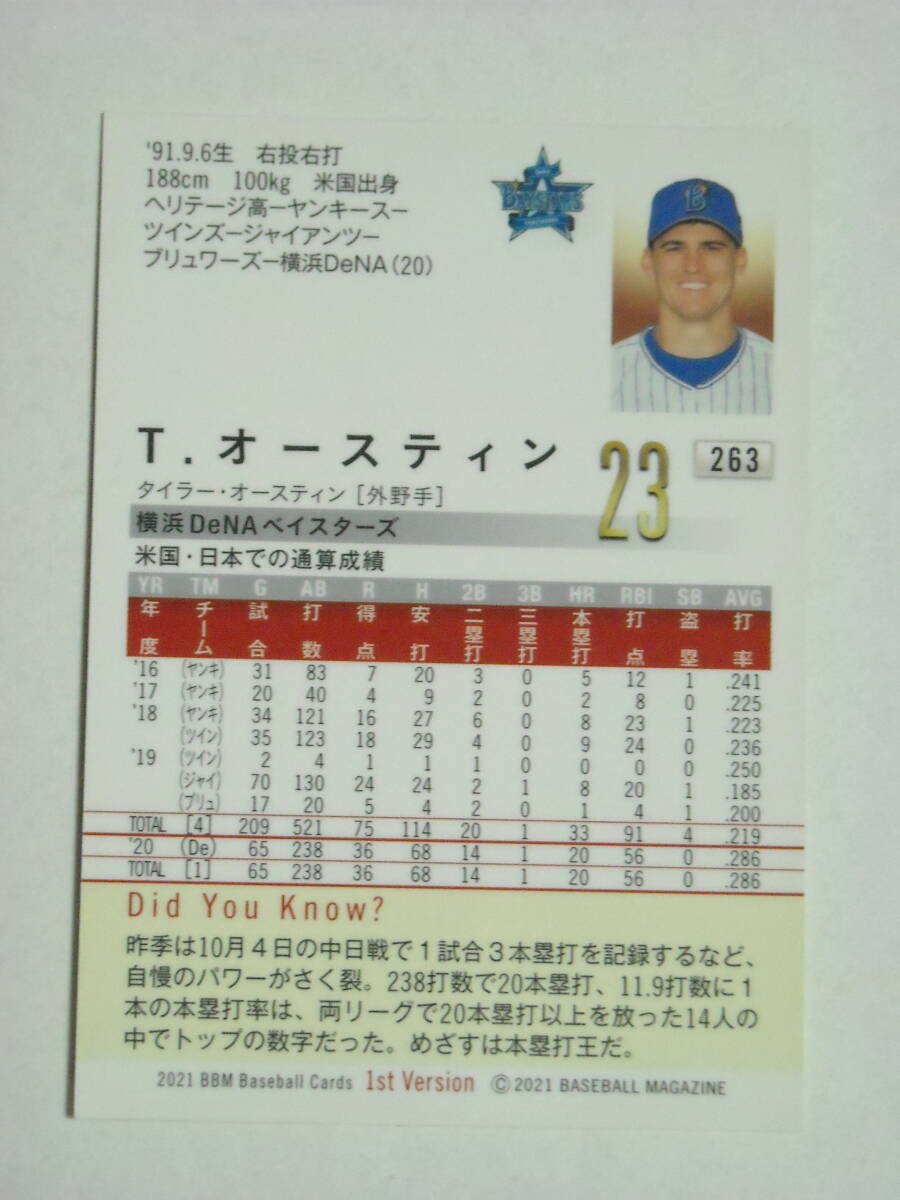 '91.9.6生　右投右打
188cm　100kg　米国出身
ヘリテージ高ーヤンキースー
ツインズージャイアンツー
ブリュワーズー横浜DeNA（20）
BAYSTARS
B
T. オースティン
23
263
タイラー・オースティン［外野手］
横浜DeNAベイスターズ
米国・日本での通算成績
YR TM G AB R H 2B 3B HR RBI SB AVG
年度 チーム 試合 打数 得点 安打 二塁打 三塁打 本塁打 打点 盗塁 打率
'16 (ヤンキ) 31 83 7 20 3 0 5 12 1 .241
'17 (ヤンキ) 20 40 4 9 2 0 2 8 0 .225
'18 (ヤンキ) 34 121 16 27 6 0 8 23 1 .223
(ツイン) 35 123 18 29 4 0 9 24 0 .236
'19 (ツイン) 2 4 1 1 1 0 0 0 0 .250
(ジャイ) 70 130 24 24 2 1 8 20 1 .185
(ブリュ) 17 20 5 4 2 0 1 4 1 .200
TOTAL [4] 209 521 75 114 20 1 33 91 4 .219
'20 (De) 65 238 36 68 14 1 20 56 0 .286
TOTAL [1] 65 238 36 68 14 1 20 56 0 .286
Did You Know?
昨季は10月4日の中日戦で1試合3本塁打を記録するなど、
自慢のパワーがさく裂。238打数で20本塁打、11.9打数に1
本の本塁打率は、両リーグで20本塁打以上を放った14人の
中でトップの数字だった。めざすは本塁打王だ。
2021 BBM Baseball Cards 1st Version ©2021 BASEBALL MAGAZINE